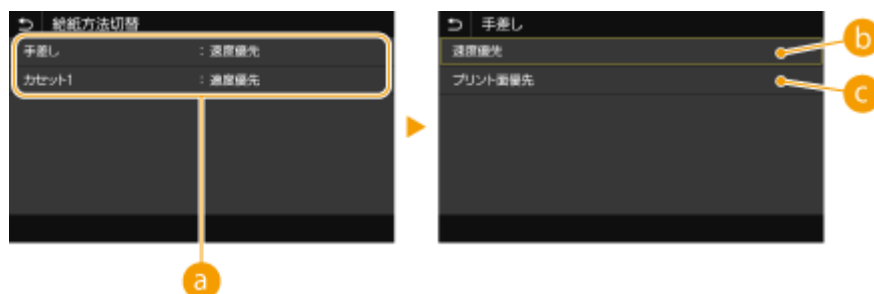 給紙方法切替
手差し : 速度優先
カセット1 : 速度優先
a
手差し
速度優先
プリント面優先
b
c